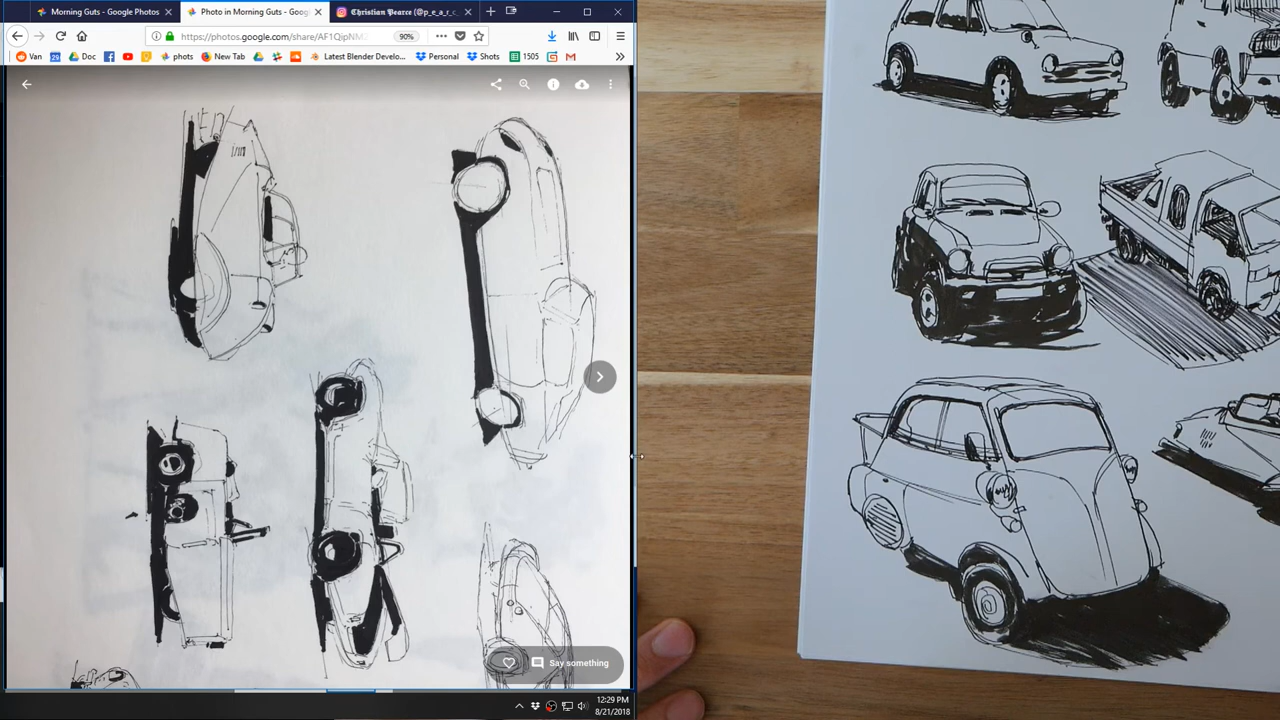 Morning Guts - Google Photos
Photo in Morning Guts - Goog
Christian Pearce (@p_e_a_r_c_
https://photos.google.com/share/AF1QipNM
90%
Van
Doc
phots
New Tab
Latest Blender Develo...
Personal
Shots
1505
Say something
12:29 PM
8/21/2018